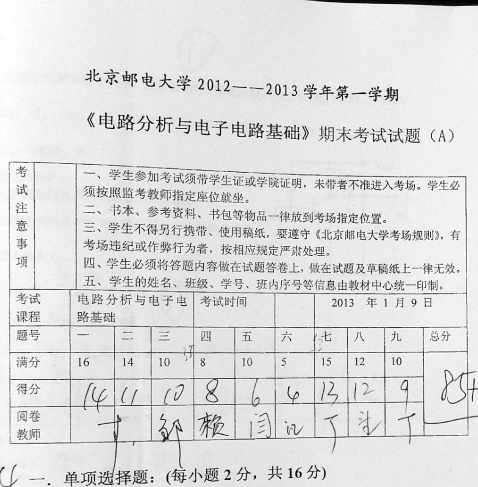 北京邮电大学 2012——2013 学年第一学期
《电路分析与电子电路基础》期末考试试题（A）
考试注意事项
一、学生参加考试须带学生证或学院证明，未带者不准进入考场。学生必
须按照监考教师指定座位就坐。
二、书本、参考资料、书包等物品一律放到考场指定位置。
三、学生不得另行携带、使用稿纸，要遵守《北京邮电大学考场规则》，有
考场违纪或作弊行为者，按相应规定严肃处理。
四、学生必须将答题内容做在试题答卷上，做在试题及草稿纸上一律无效。
五、学生的姓名、班级、学号、班内序号等信息由教材中心统一印制。
考试课程 电路分析与电子电路基础 考试时间 2013 年 1 月 9 日
题号 一 二 三 四 五 六 七 八 九 总分
满分 16 14 10 8 10 5 15 12 10
得分 14 11 10 8 6 4 13 12 9 85+
阅卷教师 邹 赖 闫
一．单项选择题：(每小题 2 分，共 16 分)